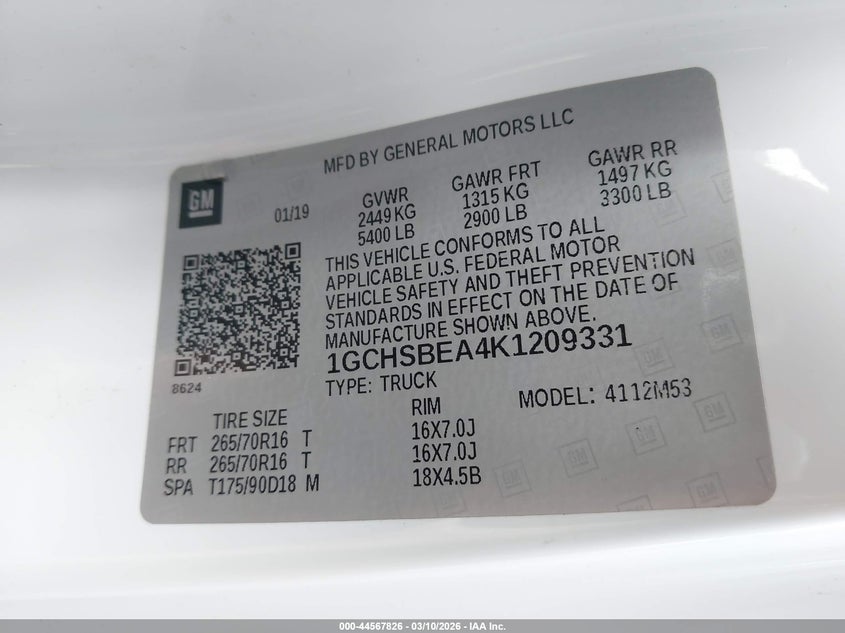 MFD BY GENERAL MOTORS LLC
GM
01/19
GVWR GAWR FRT GAWR RR
2449 KG 1315 KG 1497 KG
5400 LB 2900 LB 3300 LB
THIS VEHICLE CONFORMS TO ALL
APPLICABLE U.S. FEDERAL MOTOR
VEHICLE SAFETY AND THEFT PREVENTION
STANDARDS IN EFFECT ON THE DATE OF
MANUFACTURE SHOWN ABOVE.
1GCHSBEA4K1209331
8624
TYPE: TRUCK MODEL: 4112M53
TIRE SIZE RIM
FRT 265/70R16 T 16X7.0J
RR 265/70R16 T 16X7.0J
SPA T175/90D18 M 18X4.5B
000-44567826 - 03/10/2026 - IAA Inc.